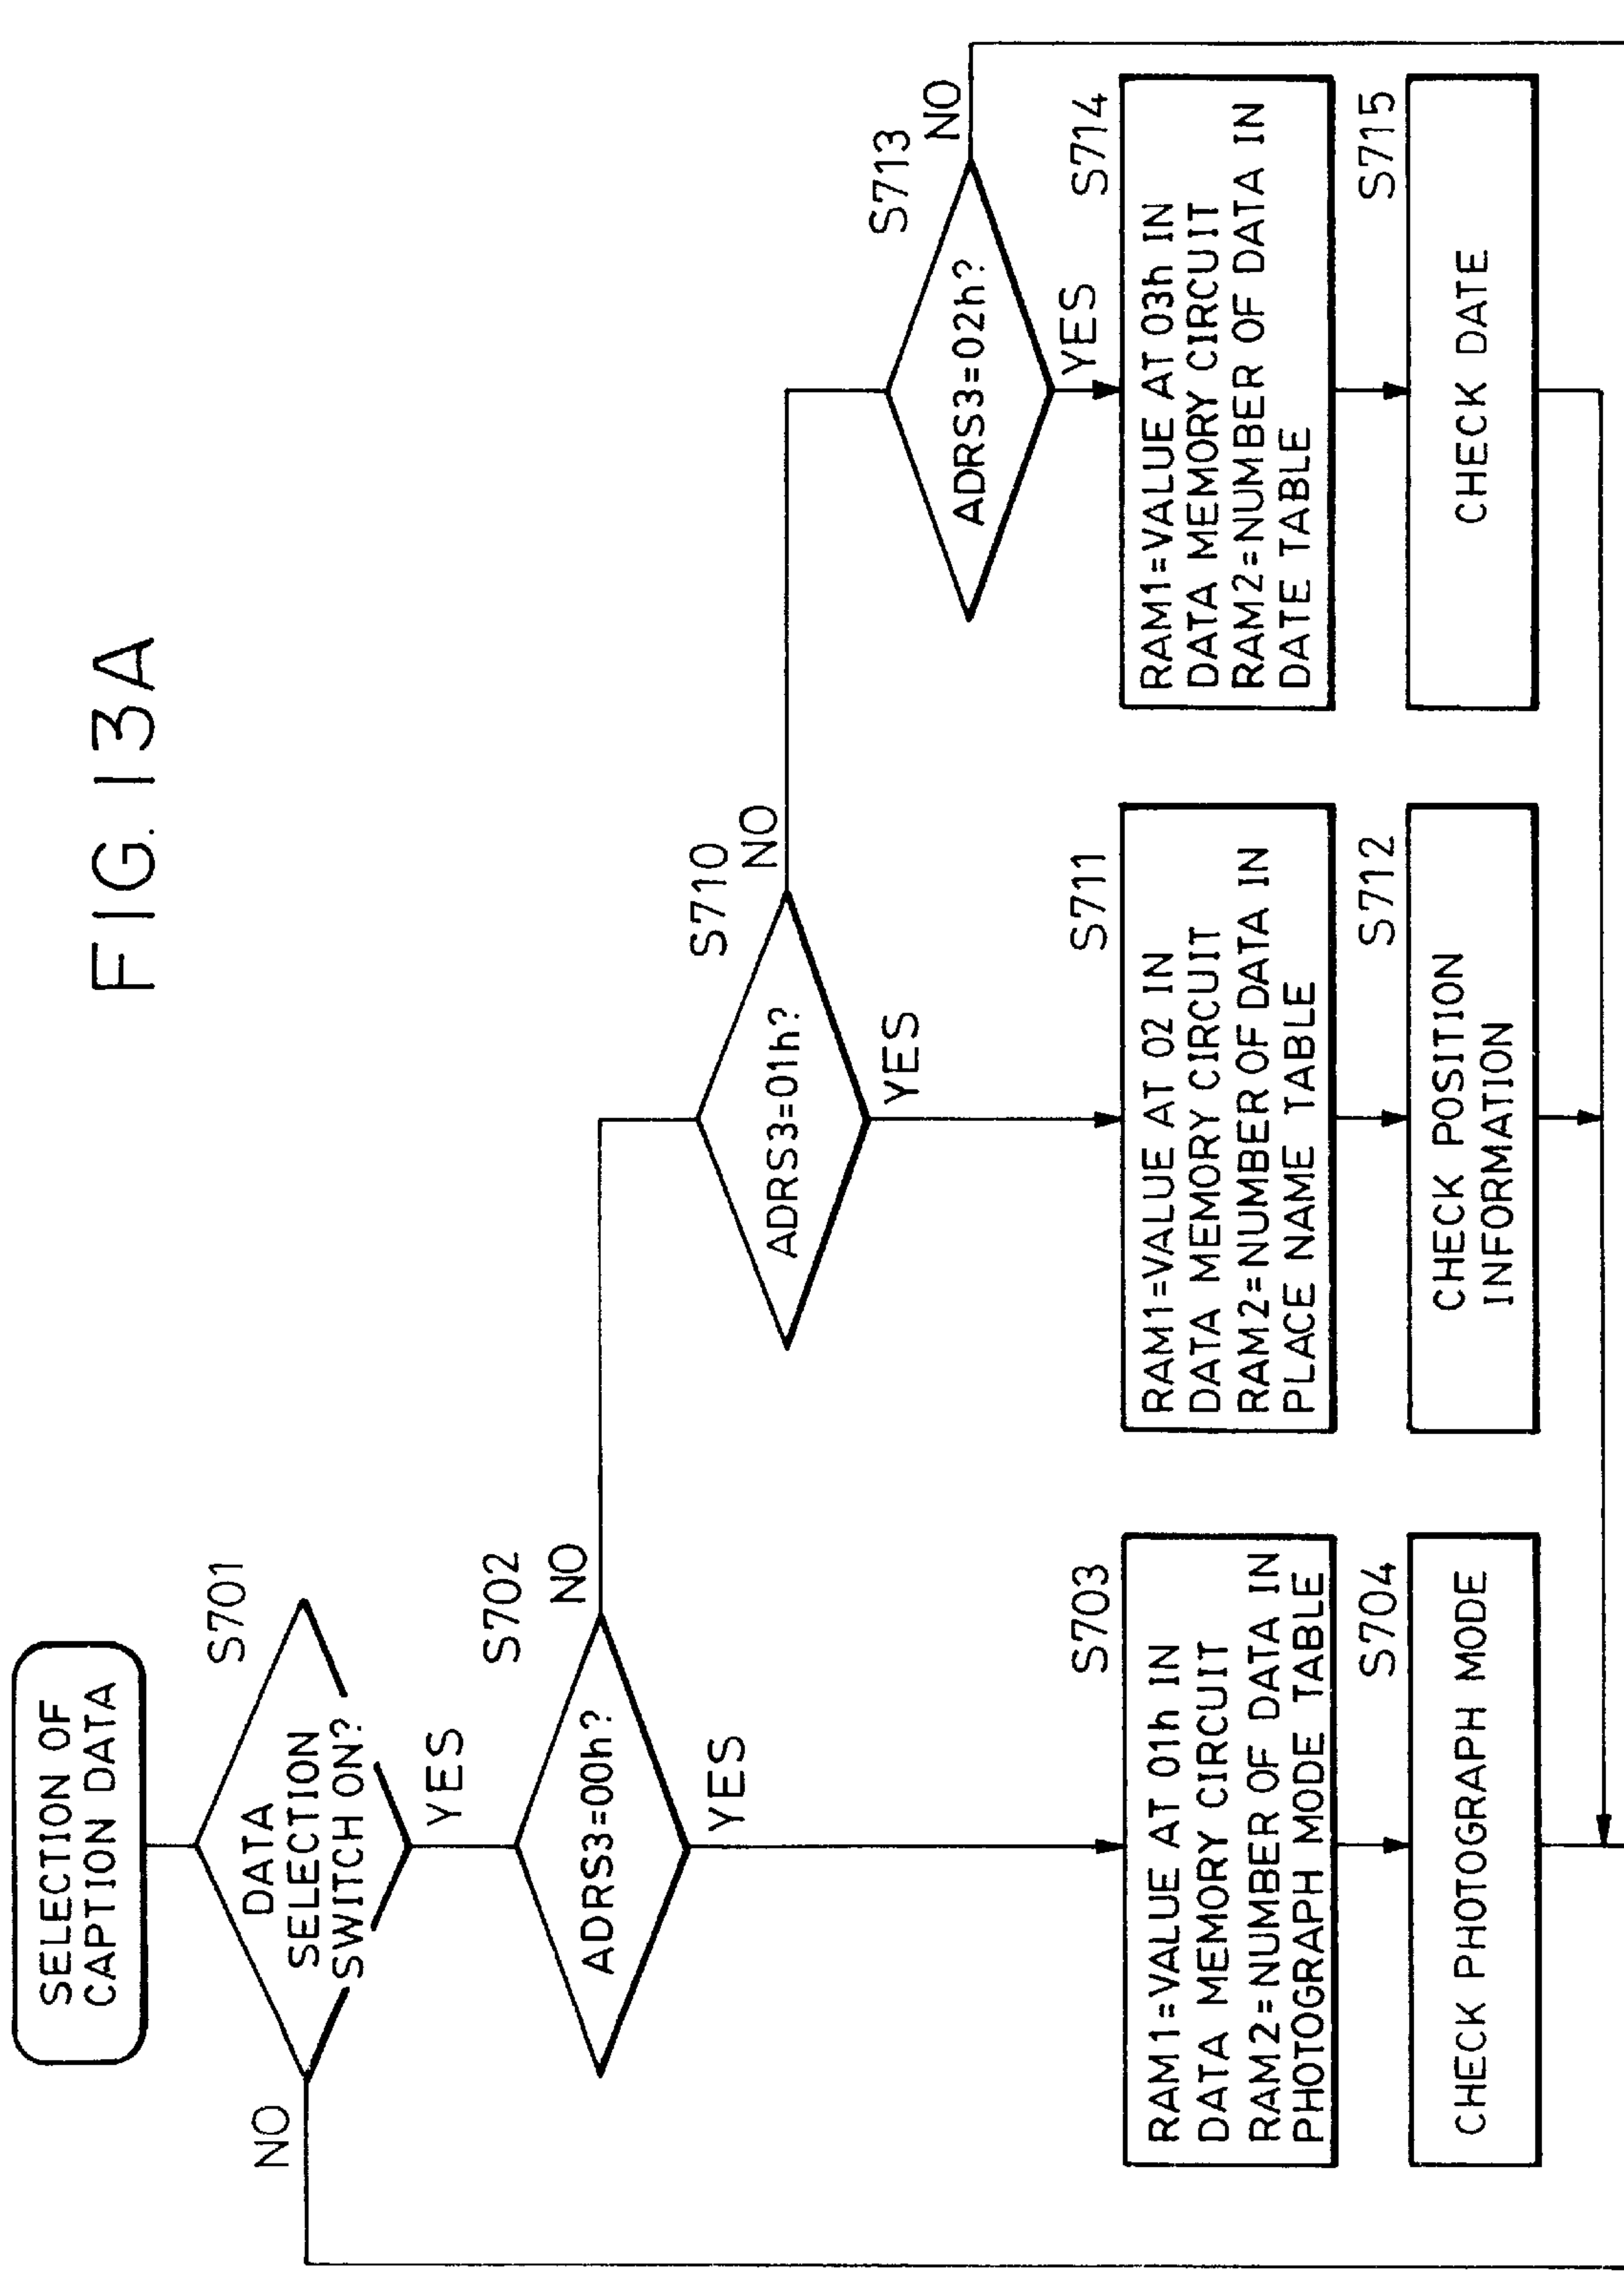 FIG. 13A
SELECTION OF
CAPTION DATA
S701
DATA
SELECTION
SWITCH ON?
NO
YES
S702
ADRS3=00h?
NO
YES
S710
ADRS3=01h?
NO
YES
S713
ADRS3=02h?
NO
YES
S703
RAM1=VALUE AT 01h IN
DATA MEMORY CIRCUIT
RAM2=NUMBER OF DATA IN
PHOTOGRAPH MODE TABLE
S711
RAM1=VALUE AT 02 IN
DATA MEMORY CIRCUIT
RAM2=NUMBER OF DATA IN
PLACE NAME TABLE
S714
RAM1=VALUE AT 03h IN
DATA MEMORY CIRCUIT
RAM2=NUMBER OF DATA IN
DATE TABLE
S704
CHECK PHOTOGRAPH MODE
S712
CHECK POSITION
INFORMATION
S715
CHECK DATE